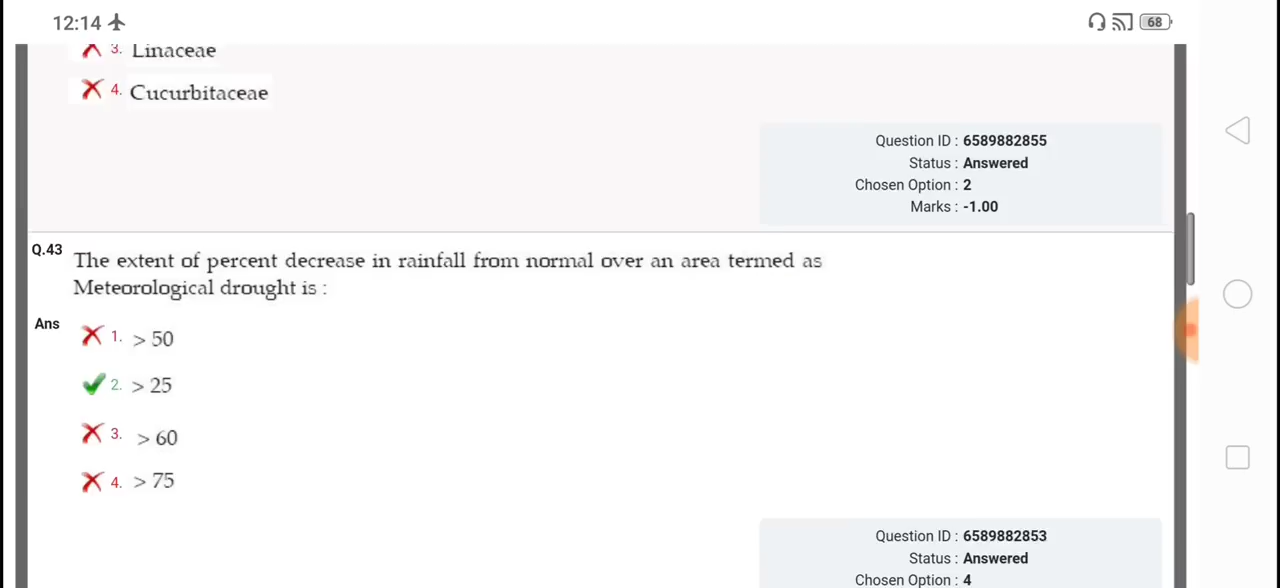 12:14
68
3. Linaceae
4. Cucurbitaceae
Question ID : 6589882855
Status : Answered
Chosen Option : 2
Marks : -1.00
Q.43 The extent of percent decrease in rainfall from normal over an area termed as
Meteorological drought is :
Ans
1. > 50
2. > 25
3. > 60
4. > 75
Question ID : 6589882853
Status : Answered
Chosen Option : 4